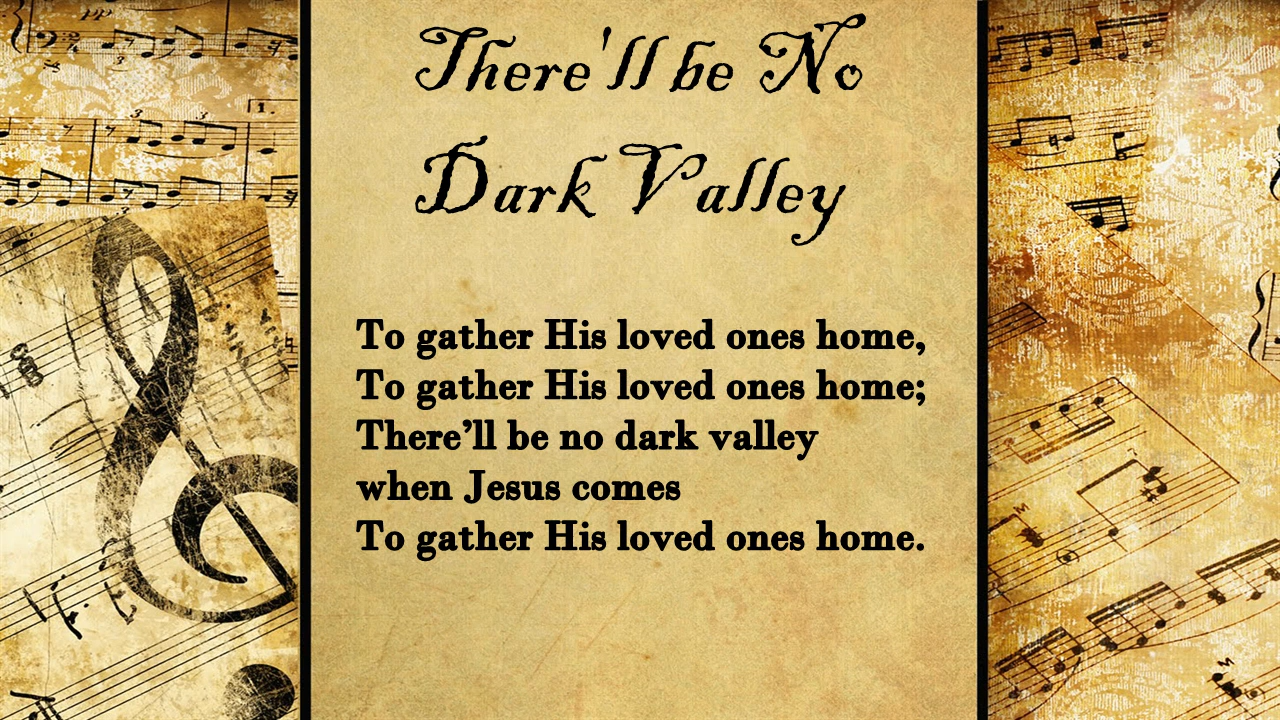 There'll be No
Dark Valley
To gather His loved ones home,
To gather His loved ones home;
There’ll be no dark valley
when Jesus comes
To gather His loved ones home.